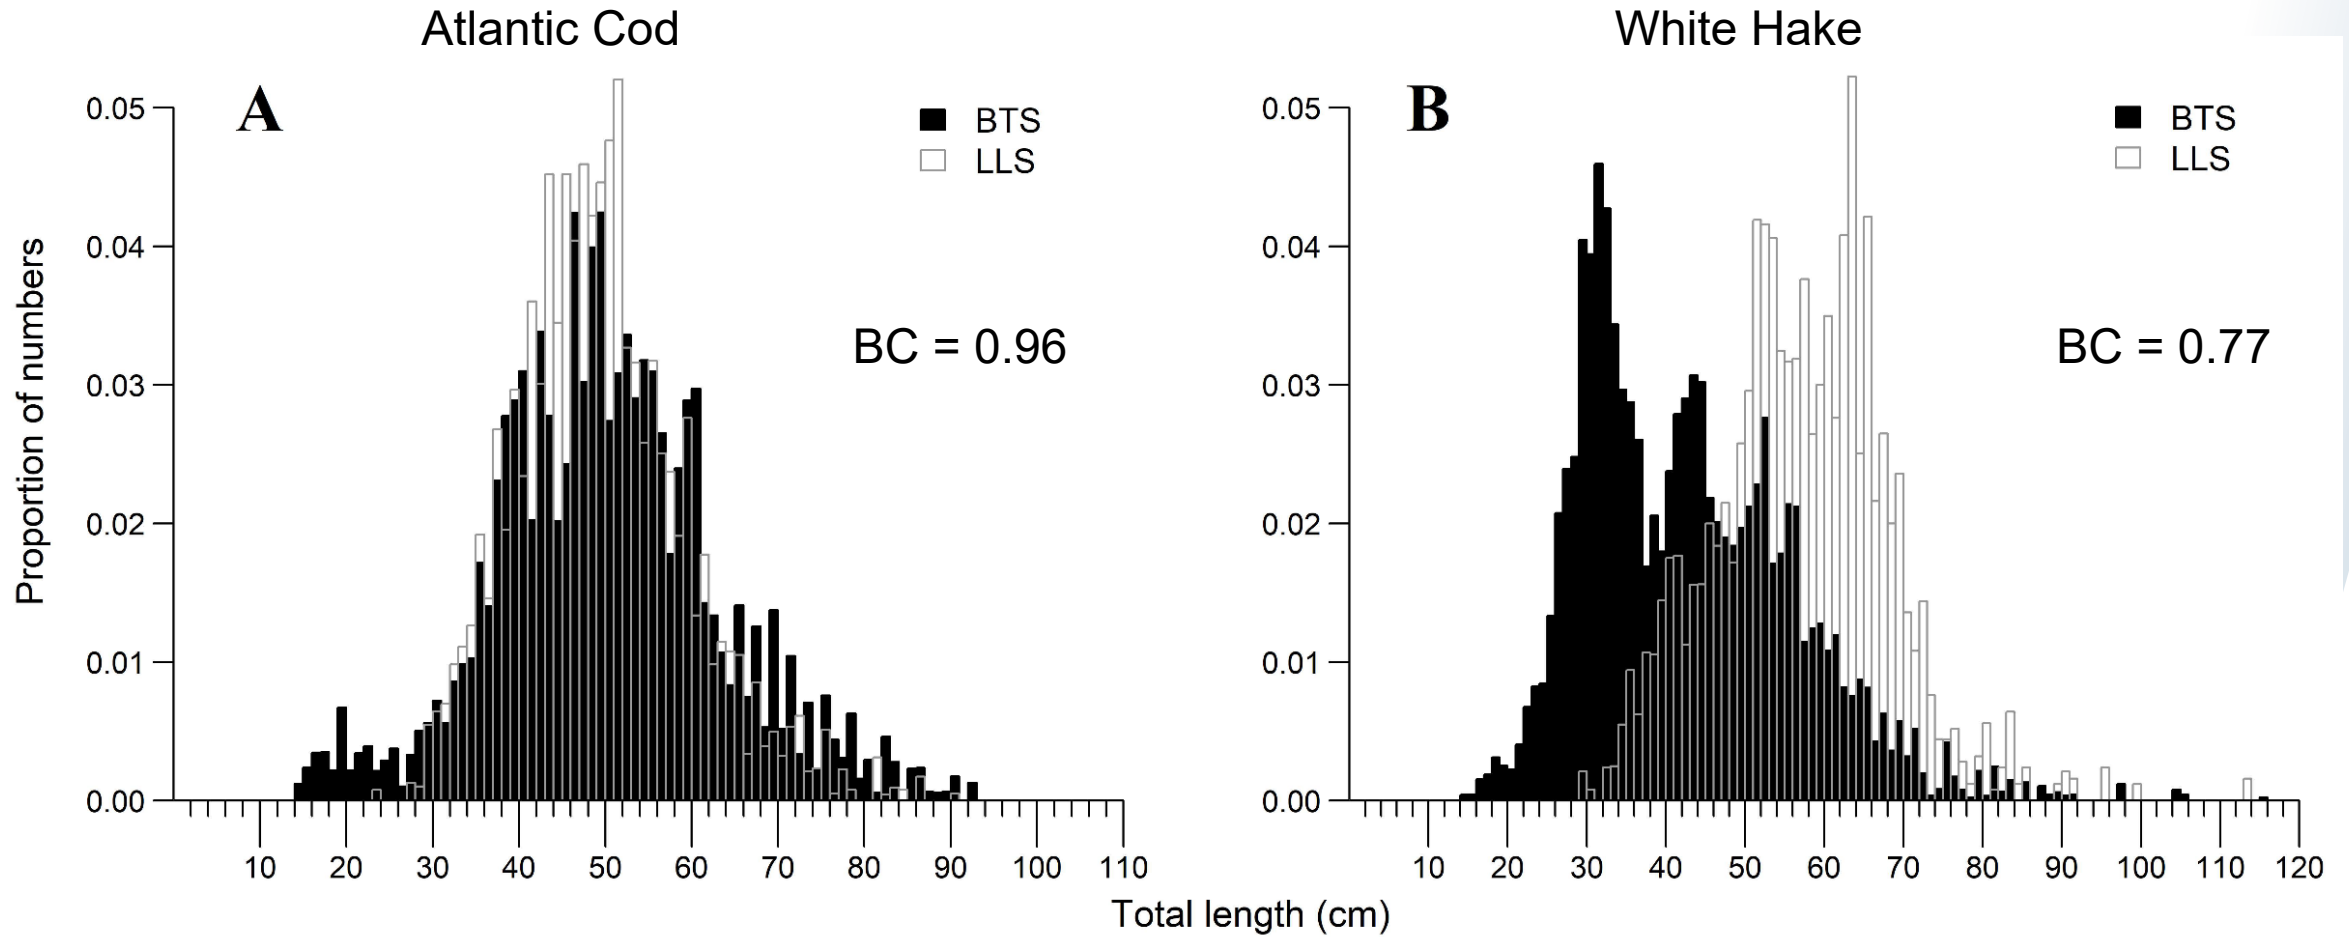 Atlantic Cod
White Hake
A
B
BTS
LLS
BTS
LLS
BC = 0.96
BC = 0.77
Proportion of numbers
0.05
0.04
0.03
0.02
0.01
0.00
0.05
0.04
0.03
0.02
0.01
0.00
10 20 30 40 50 60 70 80 90 100 110
10 20 30 40 50 60 70 80 90 100 110 120
Total length (cm)